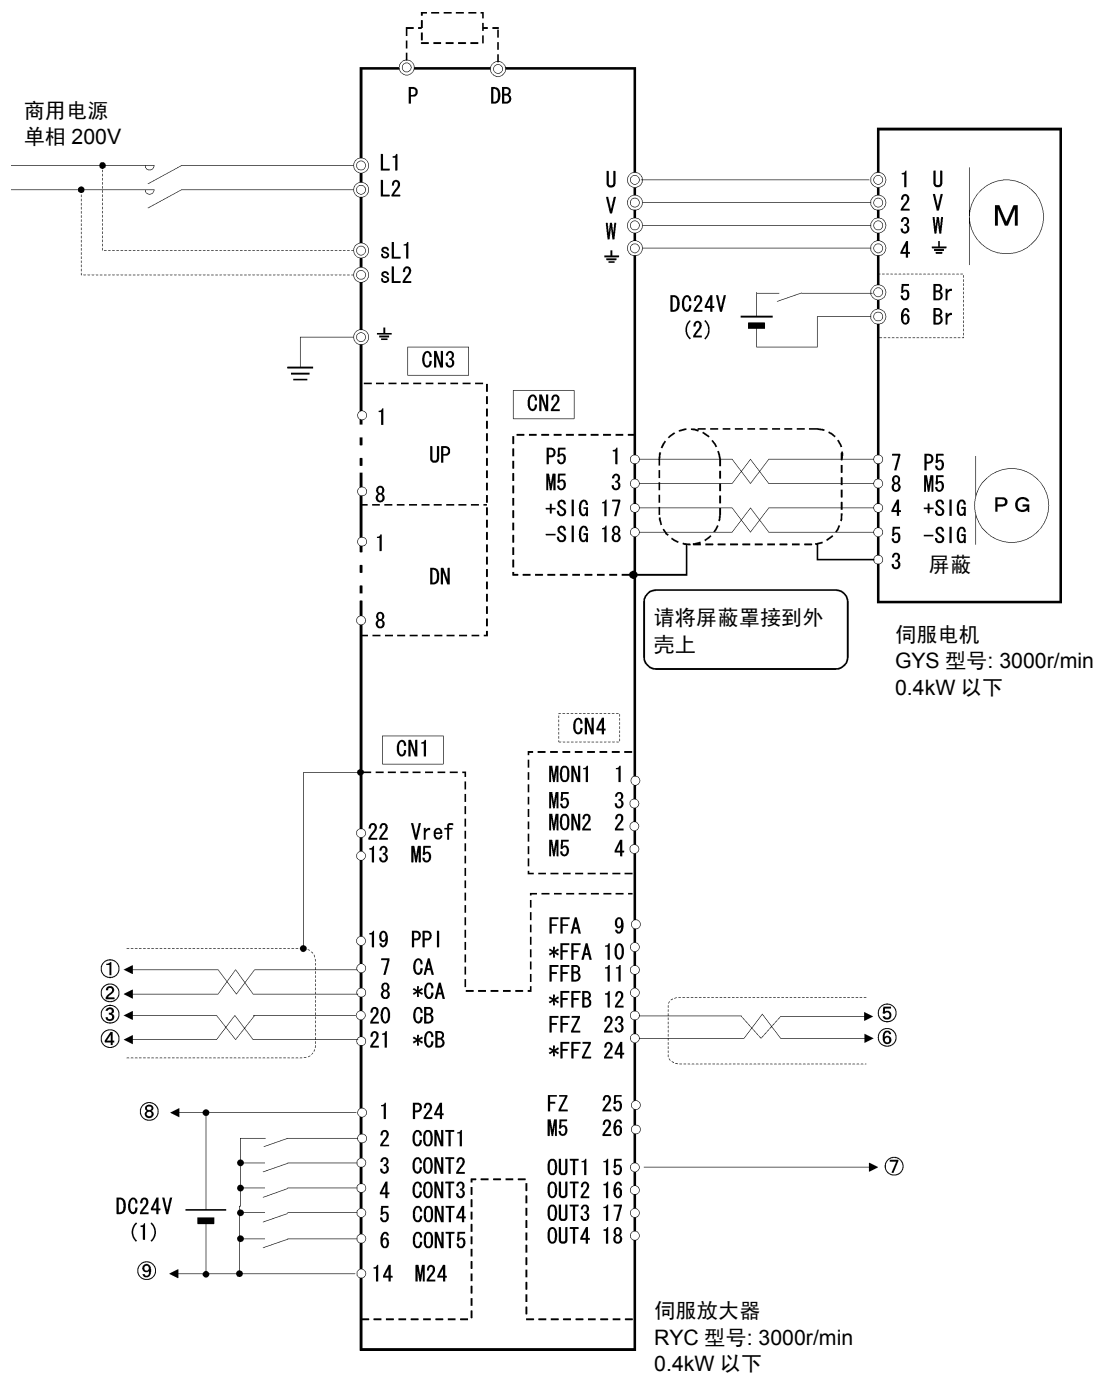 P DB
商用电源
单相 200V
L1
L2
sL1
sL2
U
V
W
1 U
2 V
3 W
4
M
DC24V
(2)
5 Br
6 Br
CN3
1
UP
8
1
DN
8
CN2
P5 1
M5 3
+SIG 17
-SIG 18
7 P5
8 M5
4 +SIG
5 -SIG
3 屏蔽
PG
请将屏蔽罩接到外
壳上
伺服电机
GYS 型号: 3000r/min
0.4kW 以下
CN4
MON1 1
M5 3
MON2 2
M5 4
CN1
22 Vref
13 M5
19 PPI
① 7 CA
② 8 *CA
③ 20 CB
④ 21 *CB
FFA 9
*FFA 10
FFB 11
*FFB 12
FFZ 23 ⑤
*FFZ 24 ⑥
FZ 25
M5 26
OUT1 15 ⑦
OUT2 16
OUT3 17
OUT4 18
⑧ 1 P24
2 CONT1
3 CONT2
4 CONT3
5 CONT4
6 CONT5
DC24V
(1)
⑨ 14 M24
伺服放大器
RYC 型号: 3000r/min
0.4kW 以下